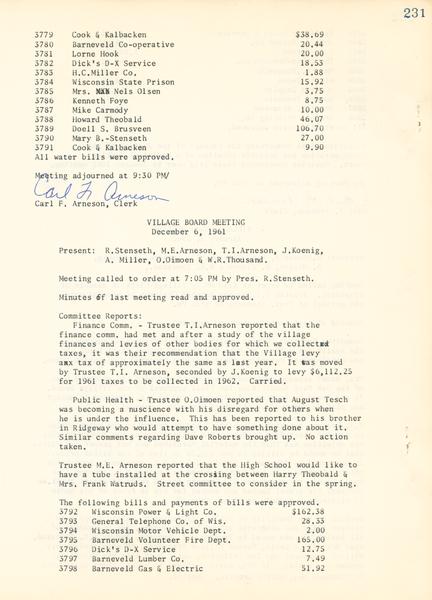 231
3779 Cook & Kalbacken $38.69
3780 Barneveld Co-operative 20.44
3781 Lorne Hook 20.00
3782 Dick's D-X Service 18.53
3783 H.C.Miller Co. 1.88
3784 Wisconsin State Prison 15.92
3785 Mrs. Nels Olsen 3.75
3786 Kenneth Foye 8.75
3787 Mike Carmody 10.00
3788 Howard Theobald 46.07
3789 Doell S. Brusveen 106.70
3790 Mary B.-Stenseth 27.00
3791 Cook & Kalbacken 9.90
All water bills were approved.
Meeting adjourned at 9:30 PM/
Carl F. Arneson
Carl F. Arneson, Clerk
VILLAGE BOARD MEETING
December 6, 1961
Present: R.Stenseth, M.E.Arneson, T.I.Arneson, J.Koenig,
A. Miller, O.Oimoen & W.R.Thousand.
Meeting called to order at 7:05 PM by Pres. R.Stenseth.
Minutes of last meeting read and approved.
Committee Reports:
Finance Comm. - Trustee T.I.Arneson reported that the
finance comm. had met and after a study of the village
finances and levies of other bodies for which we collect
taxes, it was their recommendation that the Village levy
a tax of approximately the same as last year. It was moved
by Trustee T.I. Arneson, seconded by J.Koenig to levy $6,112.25
for 1961 taxes to be collected in 1962. Carried.
Public Health - Trustee O.Oimoen reported that August Tesch
was becoming a nuscience with his disregard for others when
he is under the influence. This has been reported to his brother
in Ridgeway who would attempt to have something done about it.
Similar comments regarding Dave Roberts brought up. No action
taken.
Trustee M.E. Arneson reported that the High School would like to
have a tube installed at the crossing between Harry Theobald &
Mrs. Frank Watruds. Street committee to consider in the spring.
The following bills and payments of bills were approved.
3792 Wisconsin Power & Light Co. $162.38
3793 General Telephone Co. of Wis. 28.33
3794 Wisconsin Motor Vehicle Dept. 2.00
3795 Barneveld Volunteer Fire Dept. 165.00
3796 Dick's D-X Service 12.75
3797 Barneveld Lumber Co. 7.49
3798 Barneveld Gas & Electric 51.92